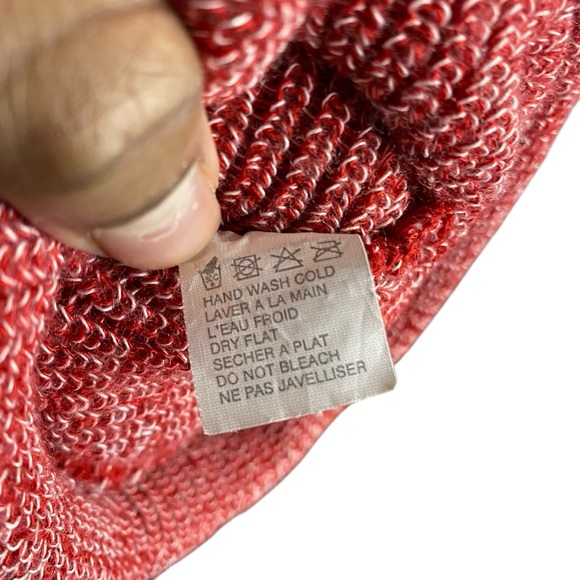 HAND WASH COLD
LAVER A LA MAIN
L'EAU FROID
DRY FLAT
SECHER A PLAT
DO NOT BLEACH
NE PAS JAVELLISER